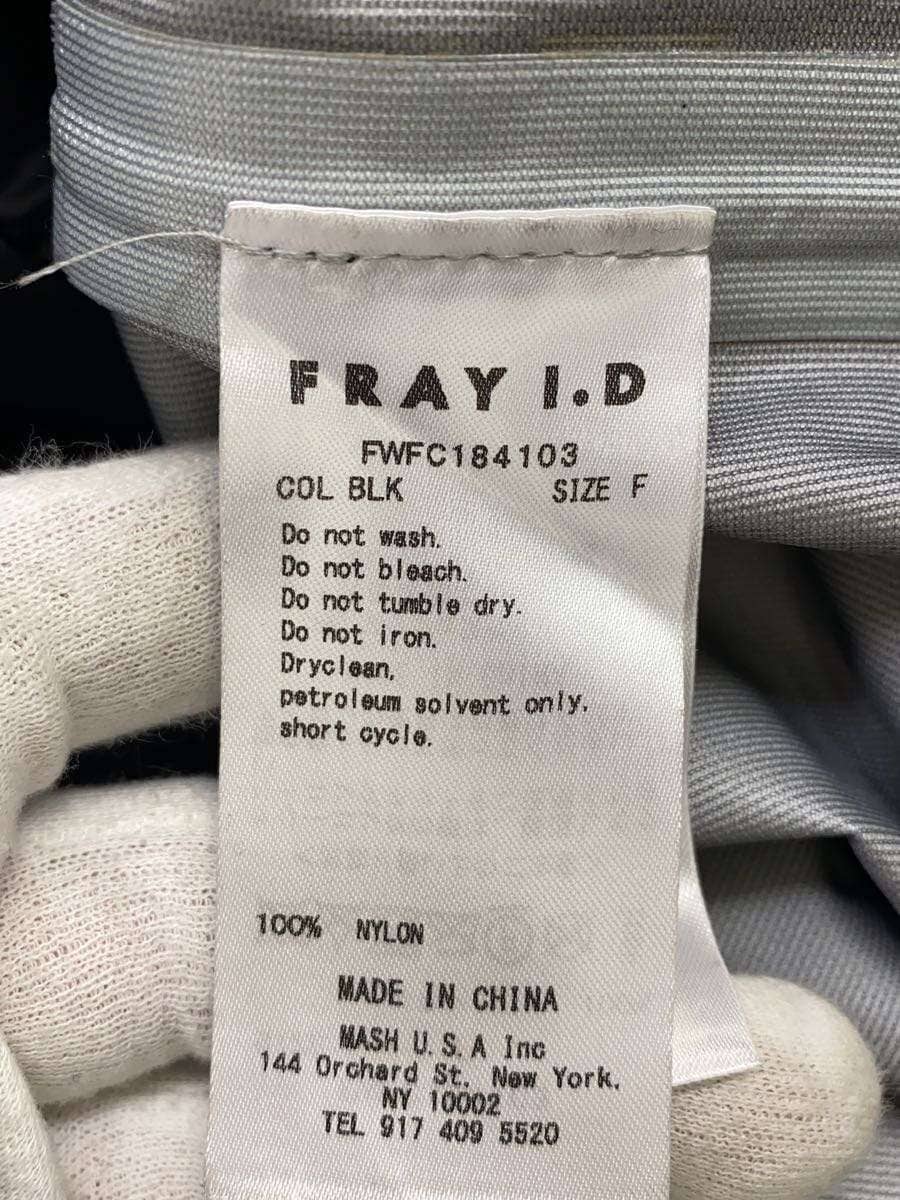 FRAY I.D
FWFC184103
COL BLK SIZE F
Do not wash.
Do not bleach.
Do not tumble dry.
Do not iron.
Dryclean,
petroleum solvent only.
short cycle.
100% NYLON
MADE IN CHINA
MASH U.S.A Inc
144 Orchard St. New York.
NY 10002
TEL 917 409 5520